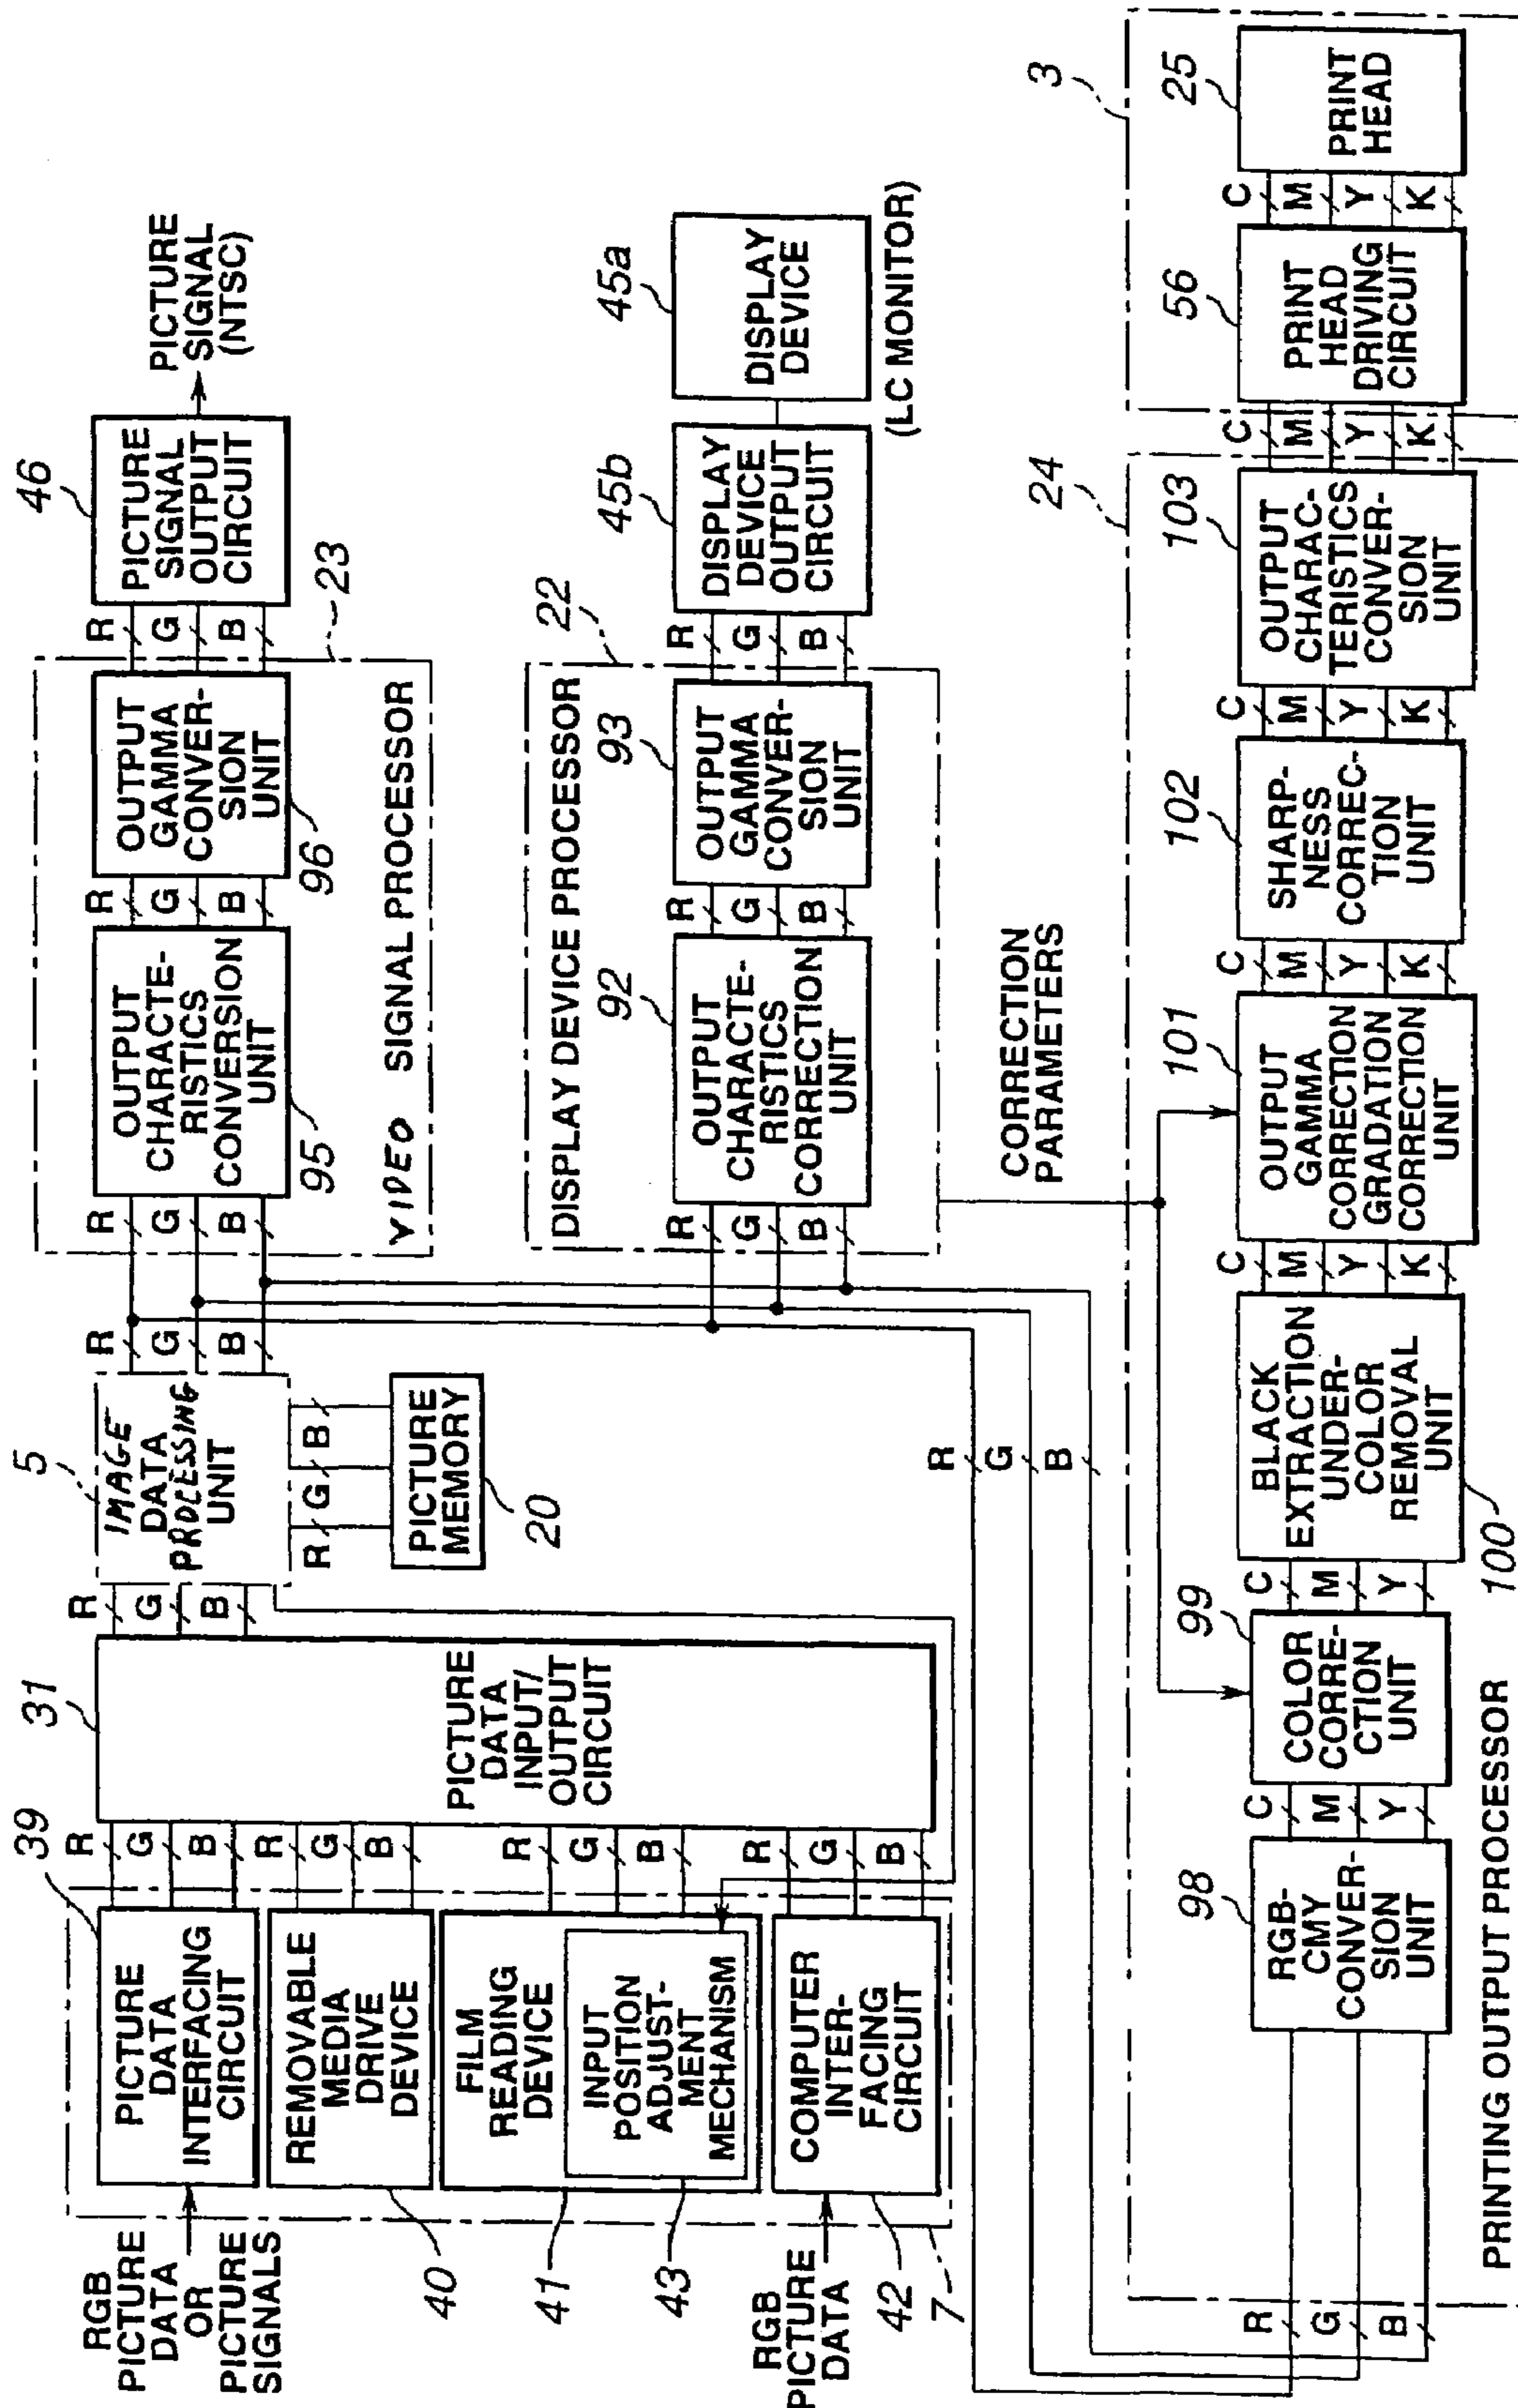 RGB
PICTURE
DATA
OR
PICTURE
SIGNALS
39
PICTURE
DATA
INTERFACING
CIRCUIT
REMOVABLE
MEDIA
DRIVE
DEVICE
40
FILM
READING
DEVICE
41
INPUT
POSITION
ADJUST-
MENT
MECHANISM
43
RGB
PICTURE
DATA
COMPUTER
INTER-
FACING
CIRCUIT
42
7
R
G
B
R
G
B
R
G
B
R
G
B
31
PICTURE
DATA
INPUT/
OUTPUT
CIRCUIT
R
G
B
5
IMAGE
DATA
PROCESSING
UNIT
R G B
PICTURE
MEMORY
20
R
G
B
R
G
B
OUTPUT
CHARACTE-
RISTICS
CONVERSION
UNIT
95
R
G
B
OUTPUT
GAMMA
CONVER-
SION
UNIT
96
VIDEO SIGNAL PROCESSOR
23
R
G
B
46
PICTURE
SIGNAL
OUTPUT
CIRCUIT
PICTURE
SIGNAL
(NTSC)
DISPLAY DEVICE PROCESSOR
22
R
G
B
92
OUTPUT
CHARACTE-
RISTICS
CORRECTION
UNIT
R
G
B
93
OUTPUT
GAMMA
CONVER-
SION
UNIT
R
G
B
45b
DISPLAY
DEVICE
OUTPUT
CIRCUIT
45a
DISPLAY
DEVICE
(LC MONITOR)
R
G
B
CORRECTION
PARAMETERS
24
R
G
B
98
RGB-
CMY
CONVER-
SION
UNIT
C
M
Y
99
COLOR
CORRE-
CTION
UNIT
C
M
Y
BLACK
EXTRACTION
UNDER-
COLOR
REMOVAL
UNIT
100
C
M
Y
K
101
OUTPUT
GAMMA
CORRECTION
GRADATION
CORRECTION
UNIT
C
M
Y
K
102
SHARP-
NESS
CORREC-
TION
UNIT
C
M
Y
K
103
OUTPUT
CHARAC-
TERISTICS
CONVER-
SION
UNIT
C
M
Y
K
3
56
PRINT
HEAD
DRIVING
CIRCUIT
C
M
Y
K
25
PRINT
HEAD
PRINTING OUTPUT PROCESSOR